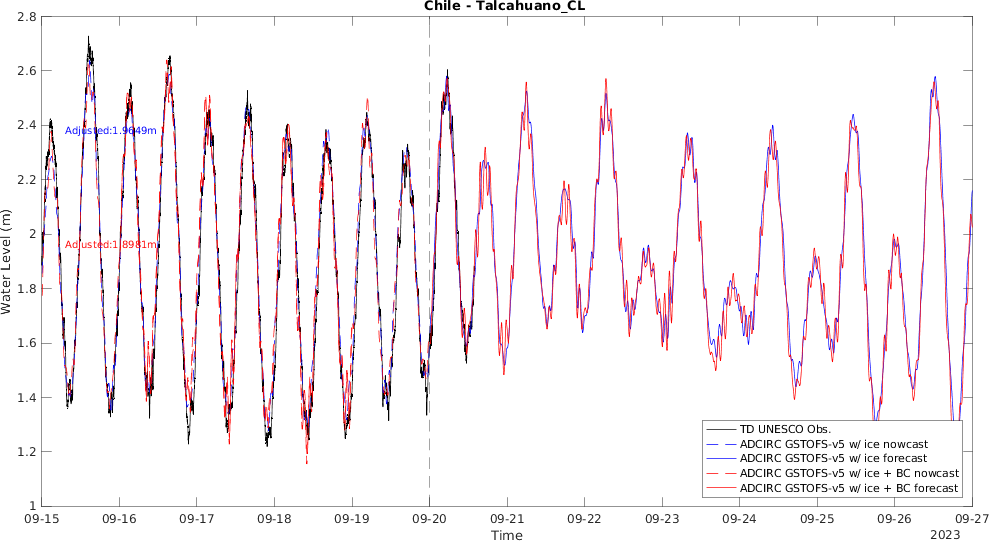 Chile - Talcahuano_CL
2.8
2.6
2.4
2.2
2
1.8
1.6
1.4
1.2
1
Water Level (m)
Adjusted:1.9649m
Adjusted:1.8981m
TD UNESCO Obs.
ADCIRC GSTOFS-v5 w/ ice nowcast
ADCIRC GSTOFS-v5 w/ ice forecast
ADCIRC GSTOFS-v5 w/ ice + BC nowcast
ADCIRC GSTOFS-v5 w/ ice + BC forecast
09-15 09-16 09-17 09-18 09-19 09-20 09-21 09-22 09-23 09-24 09-25 09-26 09-27
Time
2023